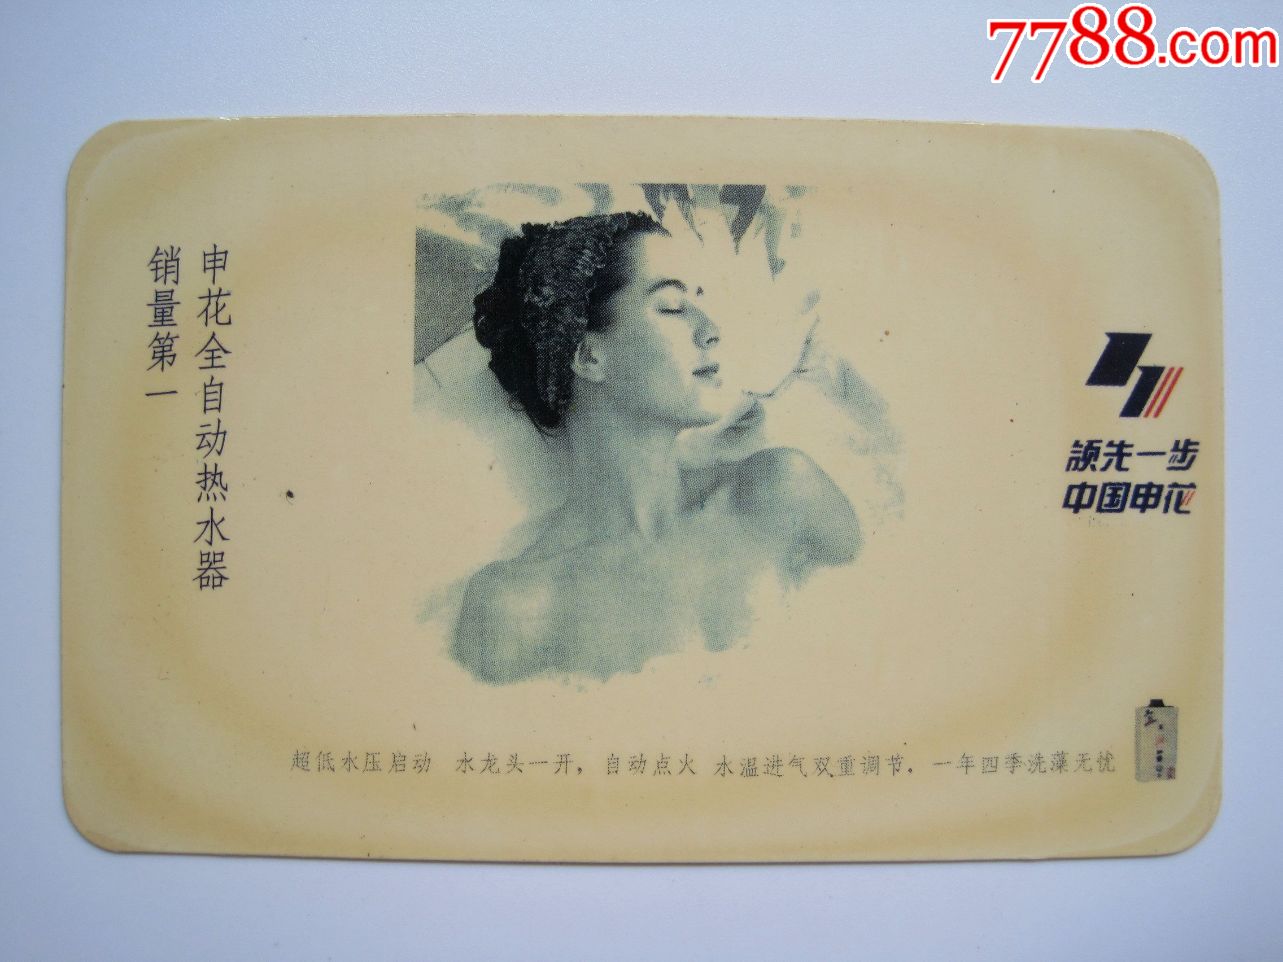 7788.com
申花全自动热水器
销量第一
领先一步
中国申花
超低水压启动 水龙头一开，自动点火 水温进气双重调节．一年四季洗藻无忧